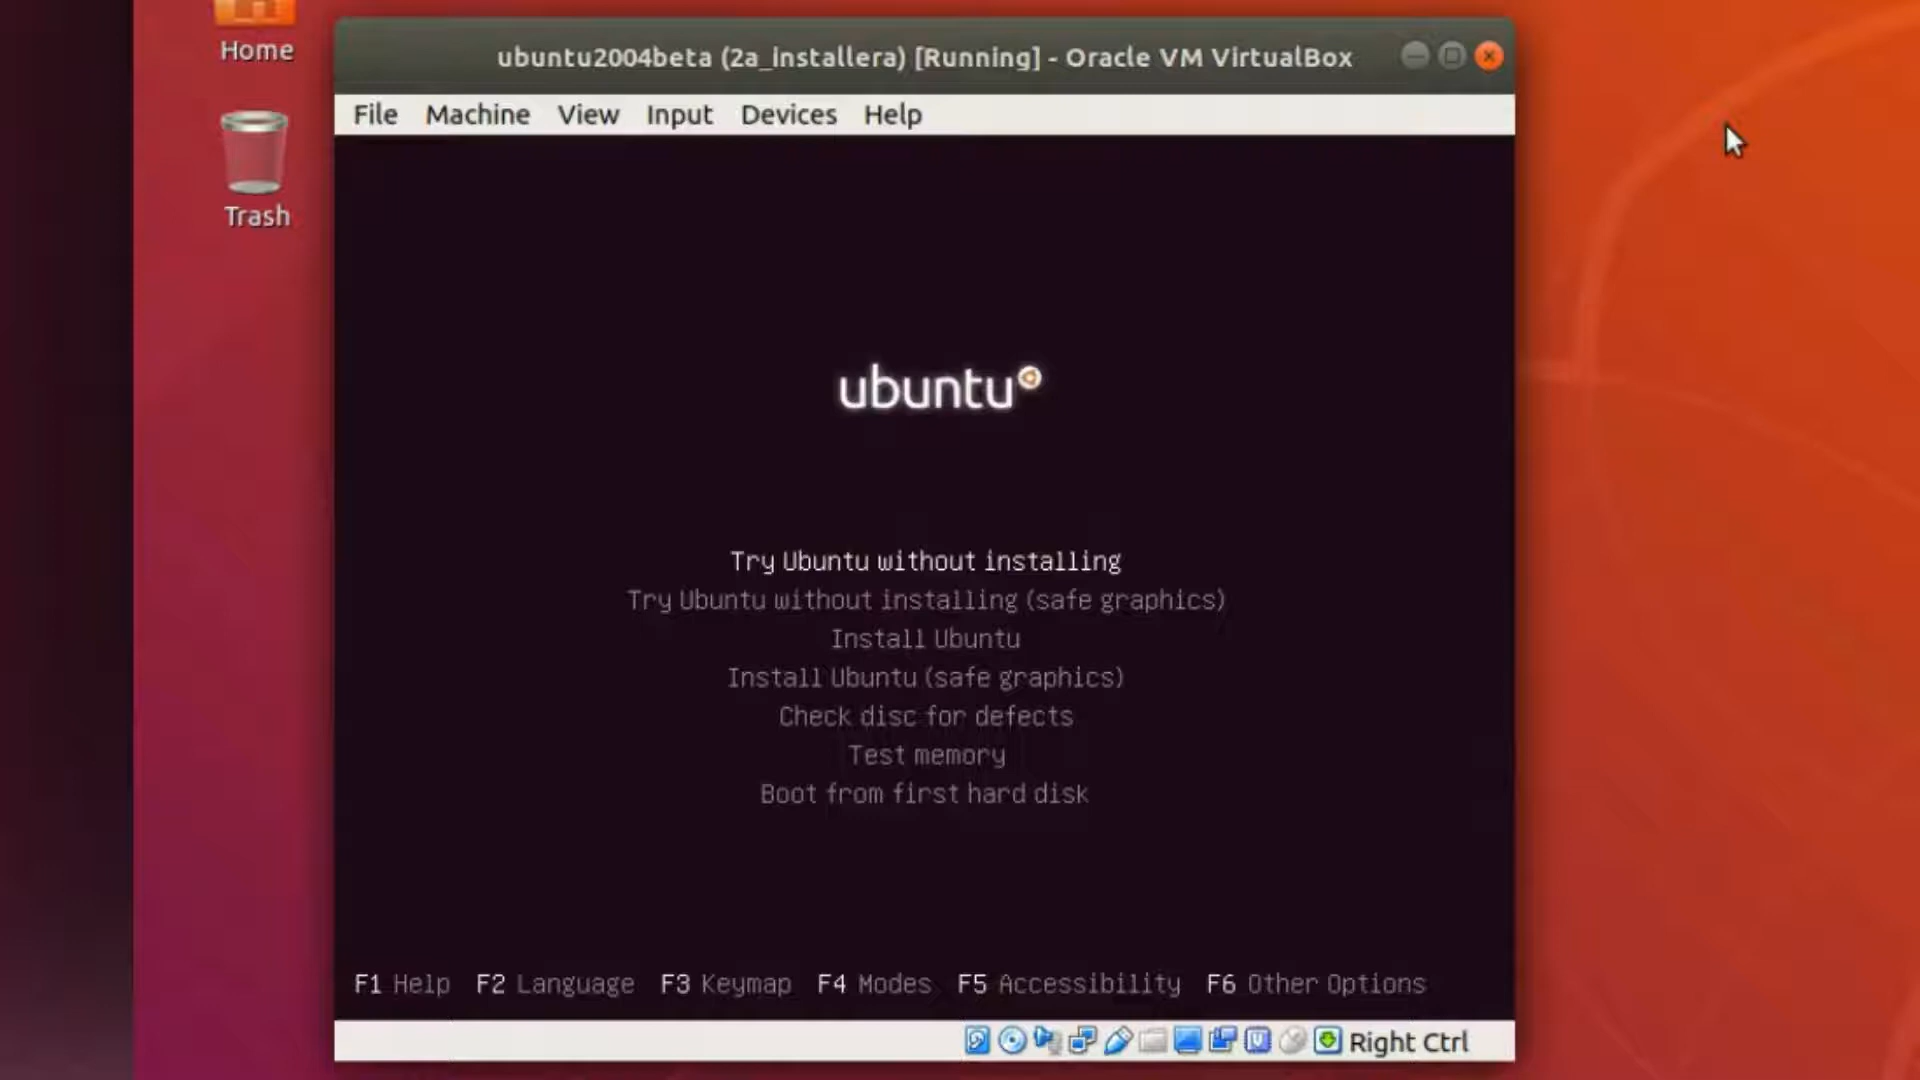 Home
Trash
ubuntu2004beta (2a_installera) [Running] - Oracle VM VirtualBox
File Machine View Input Devices Help
ubuntu
Try Ubuntu without installing
Try Ubuntu without installing (safe graphics)
Install Ubuntu
Install Ubuntu (safe graphics)
Check disc for defects
Test memory
Boot from first hard disk
F1 Help F2 Language F3 Keymap F4 Modes F5 Accessibility F6 Other Options
Right Ctrl